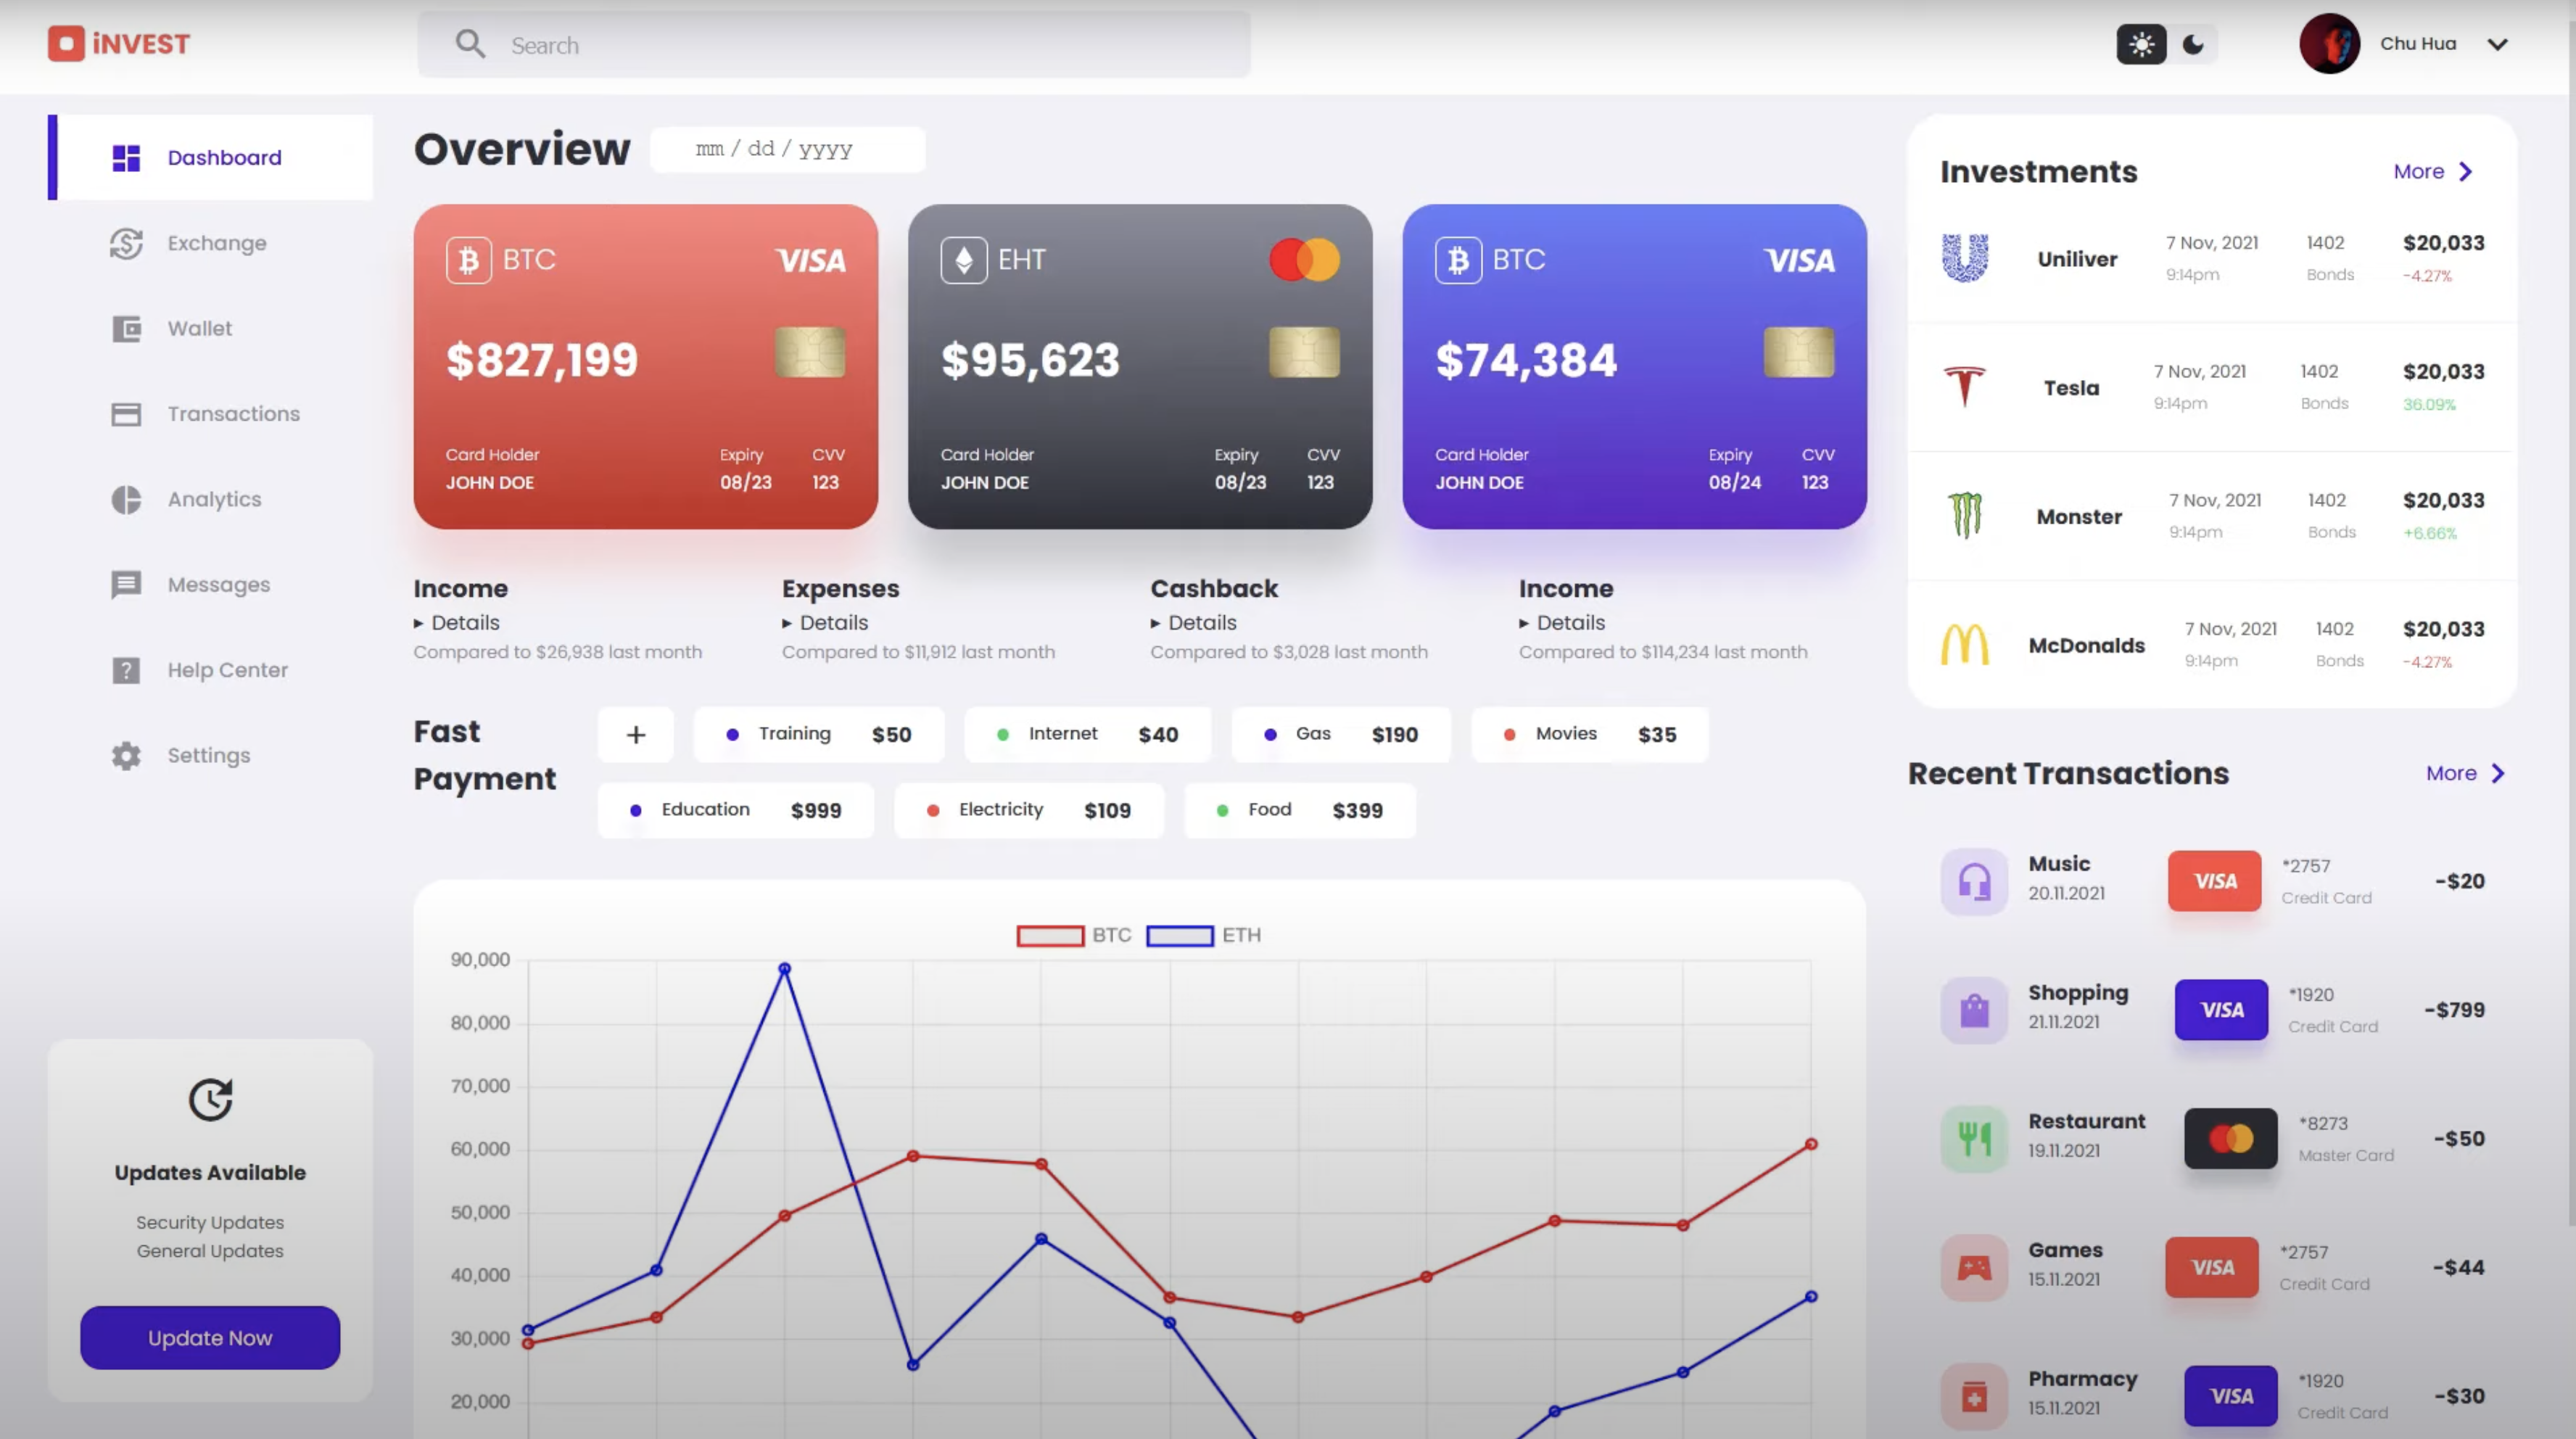 iNVEST
Search
Chu Hua
Dashboard
Exchange
Wallet
Transactions
Analytics
Messages
Help Center
Settings
Updates Available
Security Updates
General Updates
Update Now
Overview
mm / dd / yyyy
BTC
VISA
$827,199
Card Holder Expiry CVV
JOHN DOE 08/23 123
EHT
$95,623
Card Holder Expiry CVV
JOHN DOE 08/23 123
BTC
VISA
$74,384
Card Holder Expiry CVV
JOHN DOE 08/24 123
Income
Details
Compared to $26,938 last month
Expenses
Details
Compared to $11,912 last month
Cashback
Details
Compared to $3,028 last month
Income
Details
Compared to $114,234 last month
Fast
Payment
+
Training $50
Internet $40
Gas $190
Movies $35
Education $999
Electricity $109
Food $399
BTC ETH
90,000
80,000
70,000
60,000
50,000
40,000
30,000
20,000
Investments
More
Uniliver
7 Nov, 2021
9:14pm
1402
Bonds
$20,033
-4.27%
Tesla
7 Nov, 2021
9:14pm
1402
Bonds
$20,033
36.09%
Monster
7 Nov, 2021
9:14pm
1402
Bonds
$20,033
+6.66%
McDonalds
7 Nov, 2021
9:14pm
1402
Bonds
$20,033
-4.27%
Recent Transactions
More
Music
20.11.2021
VISA
*2757
Credit Card
-$20
Shopping
21.11.2021
VISA
*1920
Credit Card
-$799
Restaurant
19.11.2021
*8273
Master Card
-$50
Games
15.11.2021
VISA
*2757
Credit Card
-$44
Pharmacy
15.11.2021
VISA
*1920
Credit Card
-$30